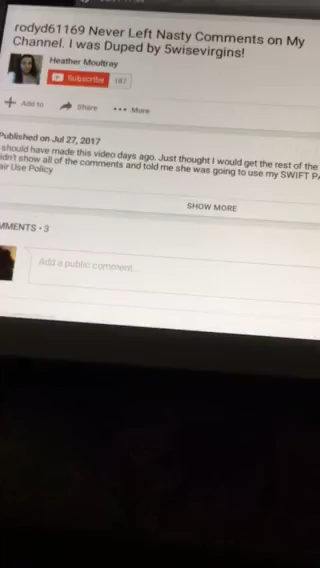 rodyd61169 Never Left Nasty Comments on My
Channel. I was Duped by 5wisevirgins!
Heather Moultray
Subscribe 187
Add to Share More
Published on Jul 27, 2017
should have made this video days ago. Just thought I would get the rest of the
idn't show all of the comments and told me she was going to use my SWIFT P
air Use Policy
SHOW MORE
MMENTS • 3
Add a public comment...